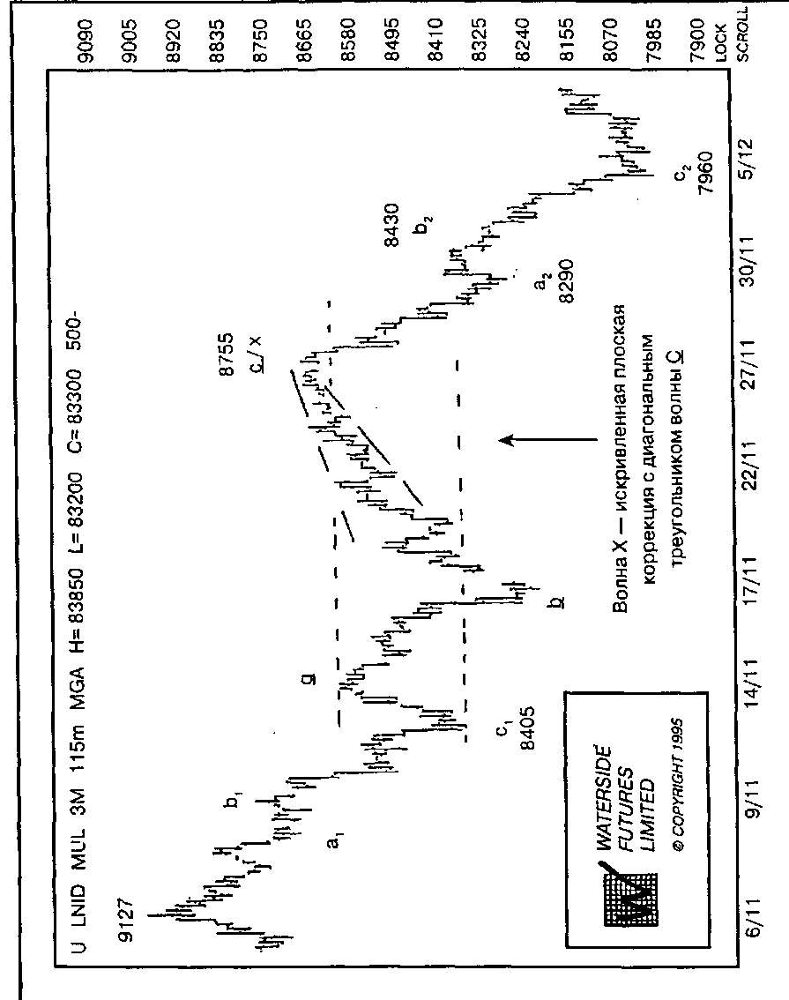 U LNID MUL 3M 115m MGA H=83850 L=83200 C=83300 500-
9127
a₁
b₁
c₁
8405
g
b
8755
c/x
a₂
8290
8430
b₂
c₂
7960
Волна X — искривленная плоская
коррекция с диагональным
треугольником волны C
W
WATERSIDE
FUTURES
LIMITED
© COPYRIGHT 1995
9090
9005
8920
8835
8750
8665
8580
8495
8410
8325
8240
8155
8070
7985
7900
LOCK
SCROLL
6/11
9/11
14/11
17/11
22/11
27/11
30/11
5/12